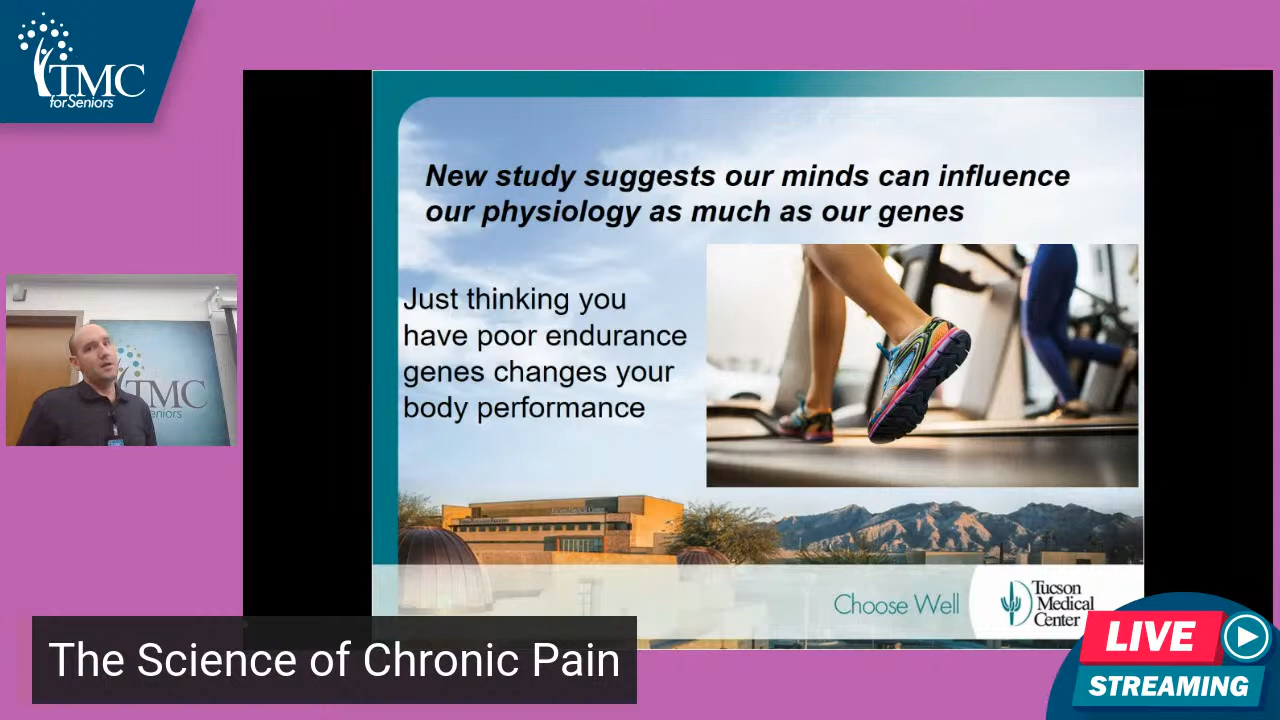 TMC
for Seniors
New study suggests our minds can influence
our physiology as much as our genes
Just thinking you
have poor endurance
genes changes your
body performance
TMC
Choose Well
Tucson
Medical
Center
The Science of Chronic Pain
LIVE
STREAMING